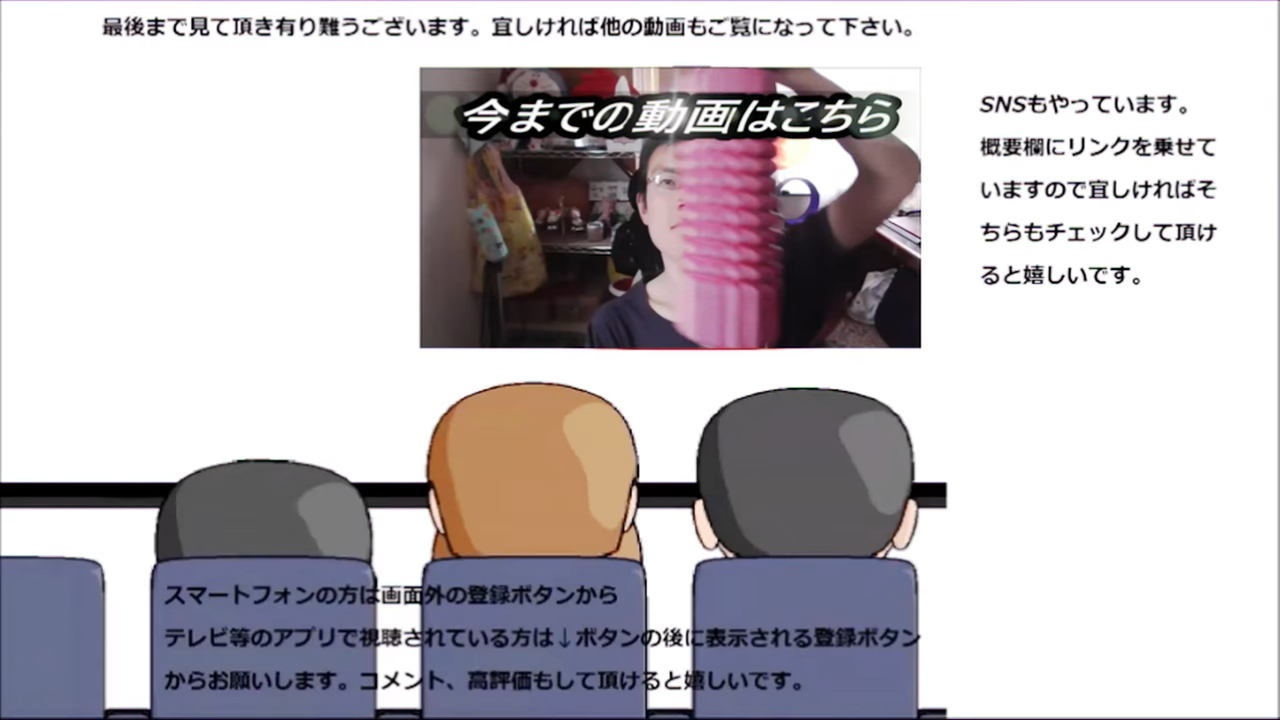 最後まで見て頂き有り難うございます。宜しければ他の動画もご覧になって下さい。
今までの動画はこちら
SNSもやっています。
概要欄にリンクを乗せて
いますので宜しければそ
ちらもチェックして頂け
ると嬉しいです。
スマートフォンの方は画面外の登録ボタンから
テレビ等のアプリで視聴されている方は↓ボタンの後に表示される登録ボタン
からお願いします。コメント、高評価もして頂けると嬉しいです。